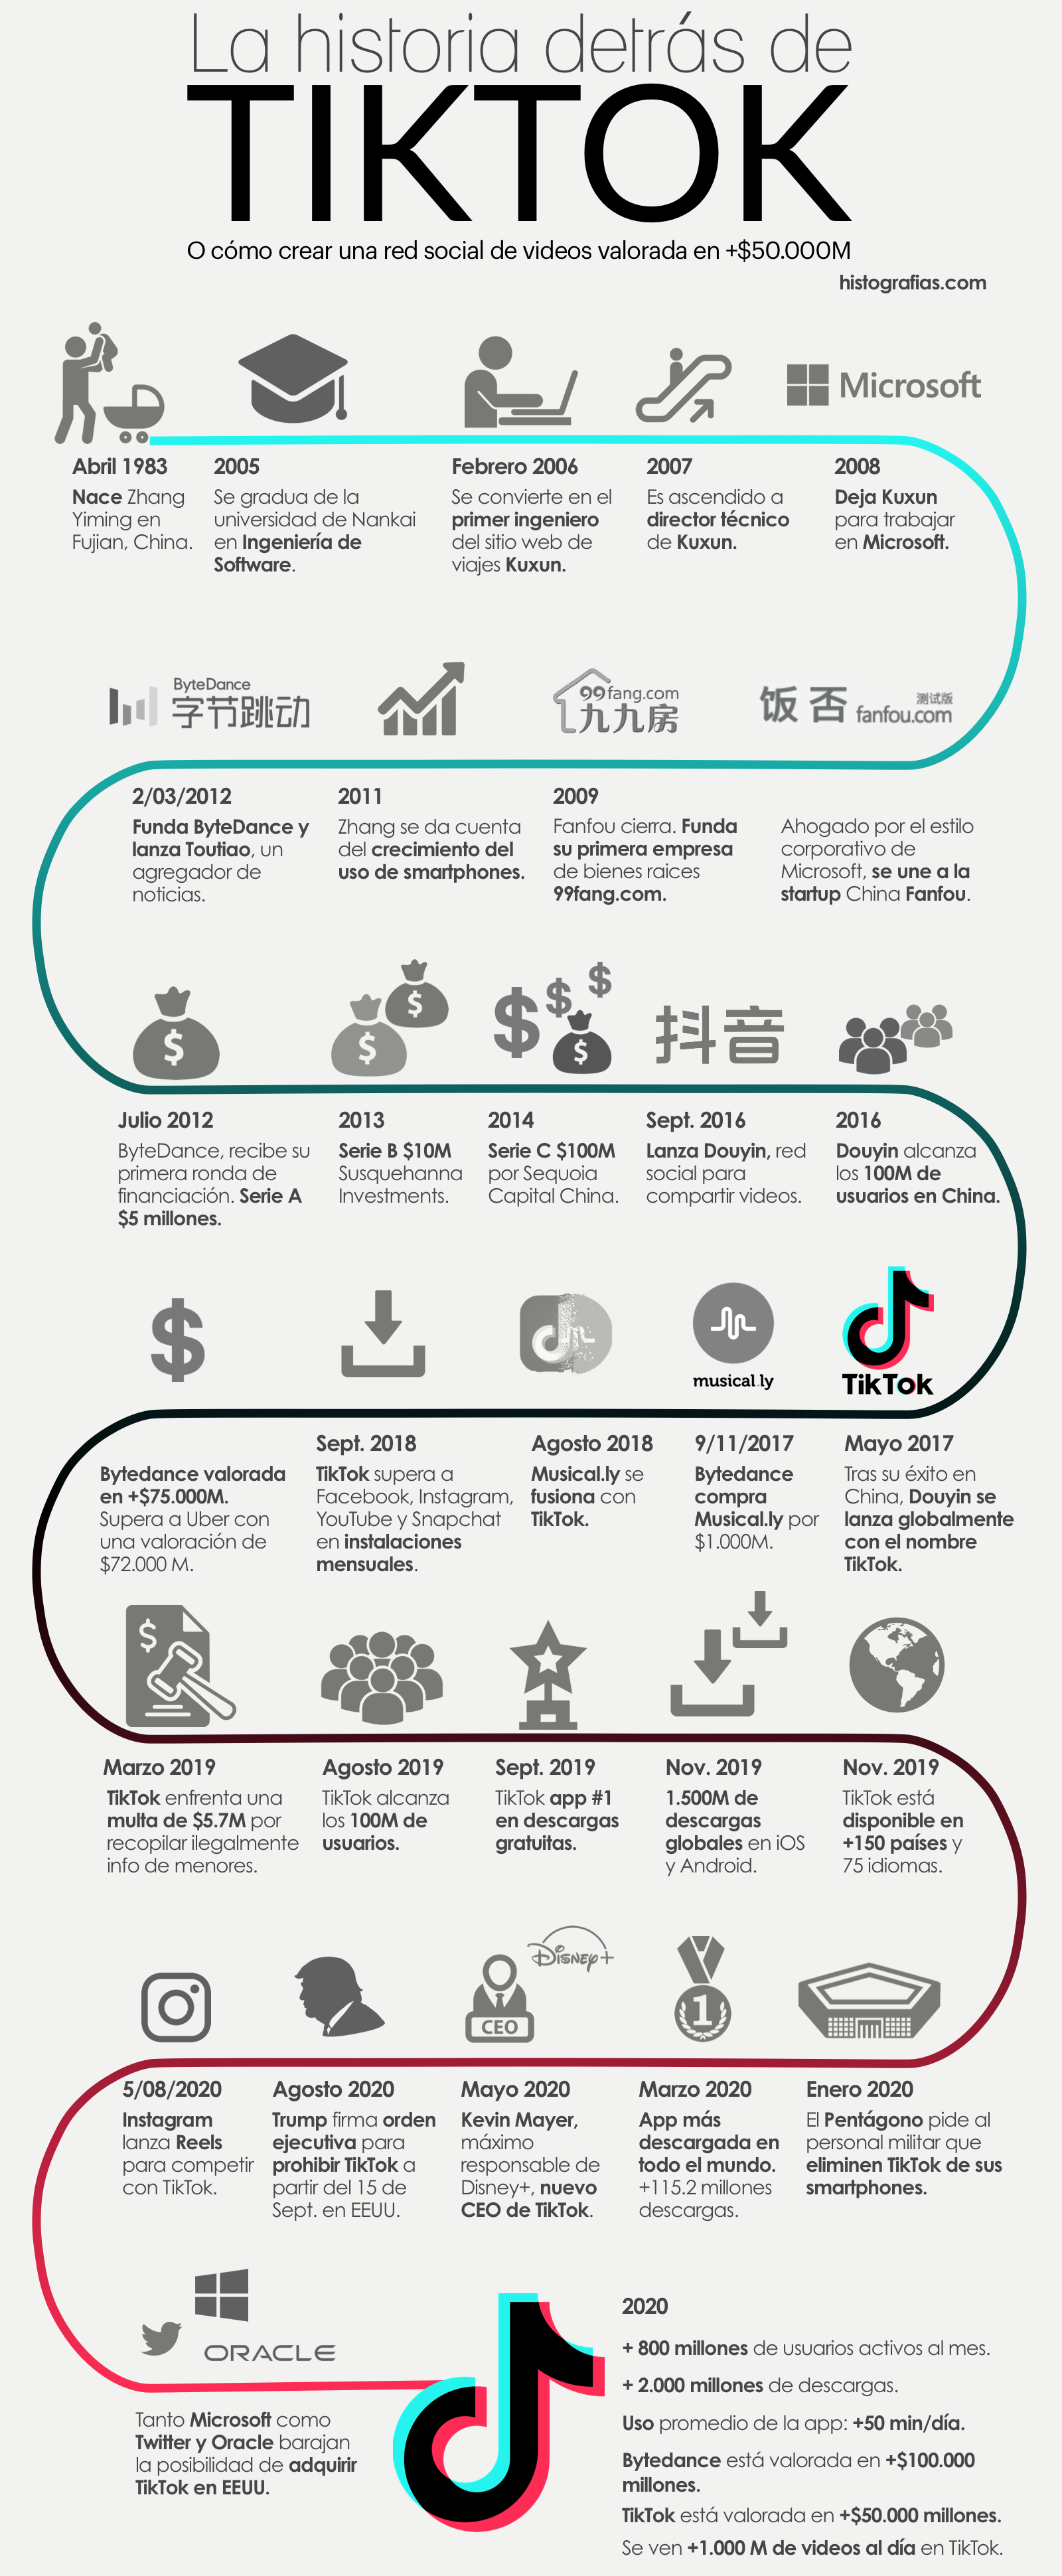 La historia detrás de
TIKTOK
O cómo crear una red social de videos valorada en +$50.000M
histografias.com
Microsoft
Abril 1983
Nace Zhang
Yiming en
Fujian, China.
2005
Se gradua de la
universidad de Nankai
en Ingeniería de
Software.
Febrero 2006
Se convierte en el
primer ingeniero
del sitio web de
viajes Kuxun.
2007
Es ascendido a
director técnico
de Kuxun.
2008
Deja Kuxun
para trabajar
en Microsoft.
饭否 测试版
fanfou.com
Ahogado por el estilo
corporativo de
Microsoft, se une a la
startup China Fanfou.
99fang.com
九九房
2009
Fanfou cierra. Funda
su primera empresa
de bienes raices
99fang.com.
2011
Zhang se da cuenta
del crecimiento del
uso de smartphones.
ByteDance
字节跳动
2/03/2012
Funda ByteDance y
lanza Toutiao, un
agregador de
noticias.
$
Julio 2012
ByteDance, recibe su
primera ronda de
financiación. Serie A
$5 millones.
$
$
2013
Serie B $10M
Susquehanna
Investments.
$ $ $
$
2014
Serie C $100M
por Sequoia
Capital China.
抖音
Sept. 2016
Lanza Douyin, red
social para
compartir videos.
2016
Douyin alcanza
los 100M de
usuarios en China.
TikTok
Mayo 2017
Tras su éxito en
China, Douyin se
lanza globalmente
con el nombre
TikTok.
musical.ly
9/11/2017
Bytedance
compra
Musical.ly por
$1.000M.
Agosto 2018
Musical.ly se
fusiona con
TikTok.
Sept. 2018
TikTok supera a
Facebook, Instagram,
YouTube y Snapchat
en instalaciones
mensuales.
$
Bytedance valorada
en +$75.000M.
Supera a Uber con
una valoración de
$72.000 M.
$
Marzo 2019
TikTok enfrenta una
multa de $5.7M por
recopilar ilegalmente
info de menores.
Agosto 2019
TikTok alcanza
los 100M de
usuarios.
Sept. 2019
TikTok app #1
en descargas
gratuitas.
Nov. 2019
1.500M de
descargas
globales en iOS
y Android.
Nov. 2019
TikTok está
disponible en
+150 países y
75 idiomas.
Enero 2020
El Pentágono pide al
personal militar que
eliminen TikTok de sus
smartphones.
1
Marzo 2020
App más
descargada en
todo el mundo.
+115.2 millones
descargas.
Disney+
CEO
Mayo 2020
Kevin Mayer,
máximo
responsable de
Disney+, nuevo
CEO de TikTok.
Agosto 2020
Trump firma orden
ejecutiva para
prohibir TikTok a
partir del 15 de
Sept. en EEUU.
5/08/2020
Instagram
lanza Reels
para competir
con TikTok.
ORACLE
Tanto Microsoft como
Twitter y Oracle barajan
la posibilidad de adquirir
TikTok en EEUU.
2020
+ 800 millones de usuarios activos al mes.
+ 2.000 millones de descargas.
Uso promedio de la app: +50 min/día.
Bytedance está valorada en +$100.000
millones.
TikTok está valorada en +$50.000 millones.
Se ven +1.000 M de videos al día en TikTok.